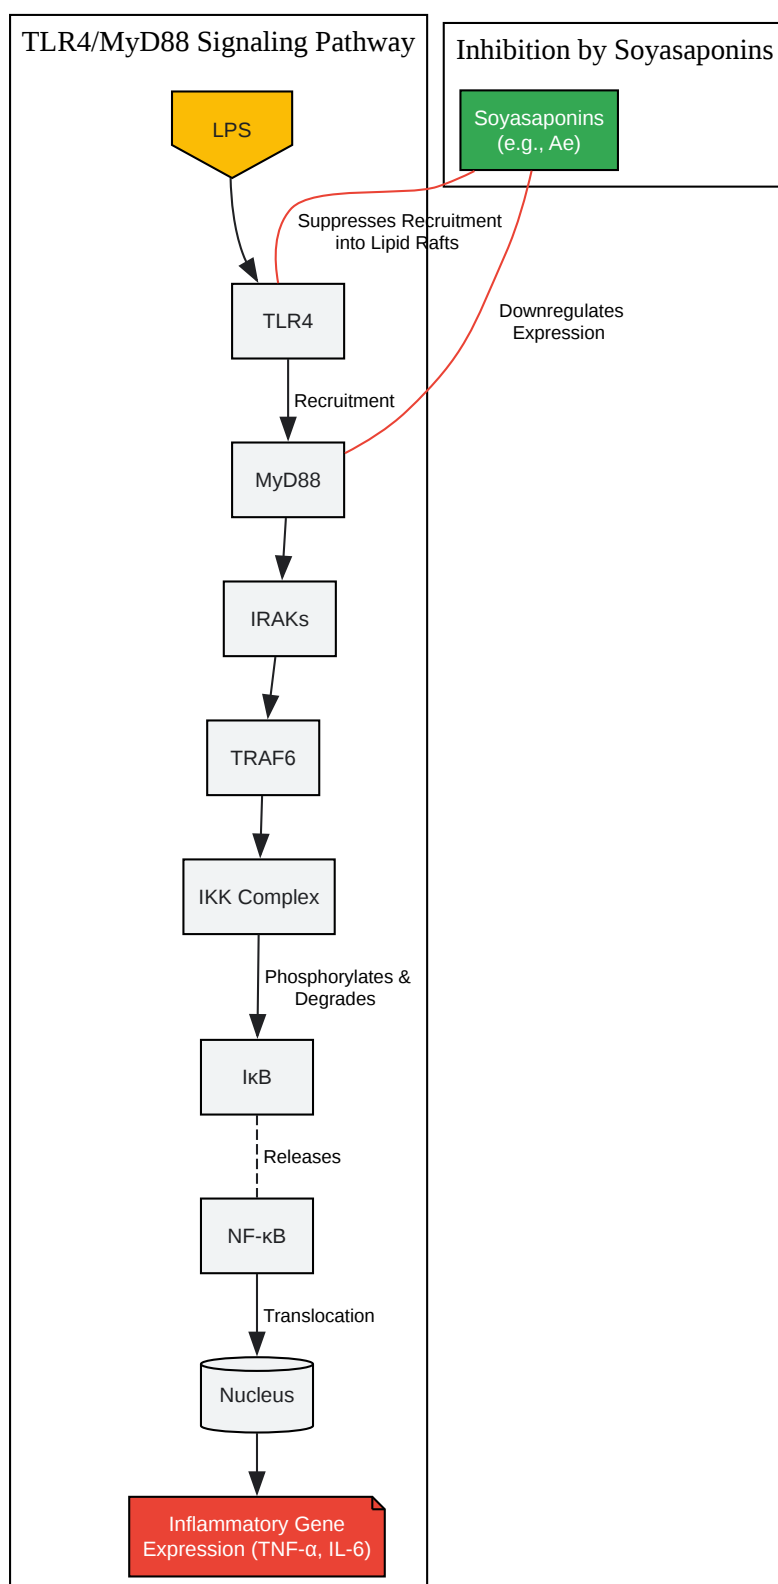 TLR4/MyD88 Signaling Pathway
Inhibition by Soyasaponins
LPS
Soyasaponins
(e.g., Ae)
Suppresses Recruitment
into Lipid Rafts
TLR4
Downregulates
Expression
Recruitment
MyD88
IRAKs
TRAF6
IKK Complex
Phosphorylates &
Degrades
IκB
Releases
NF-κB
Translocation
Nucleus
Inflammatory Gene
Expression (TNF-α, IL-6)